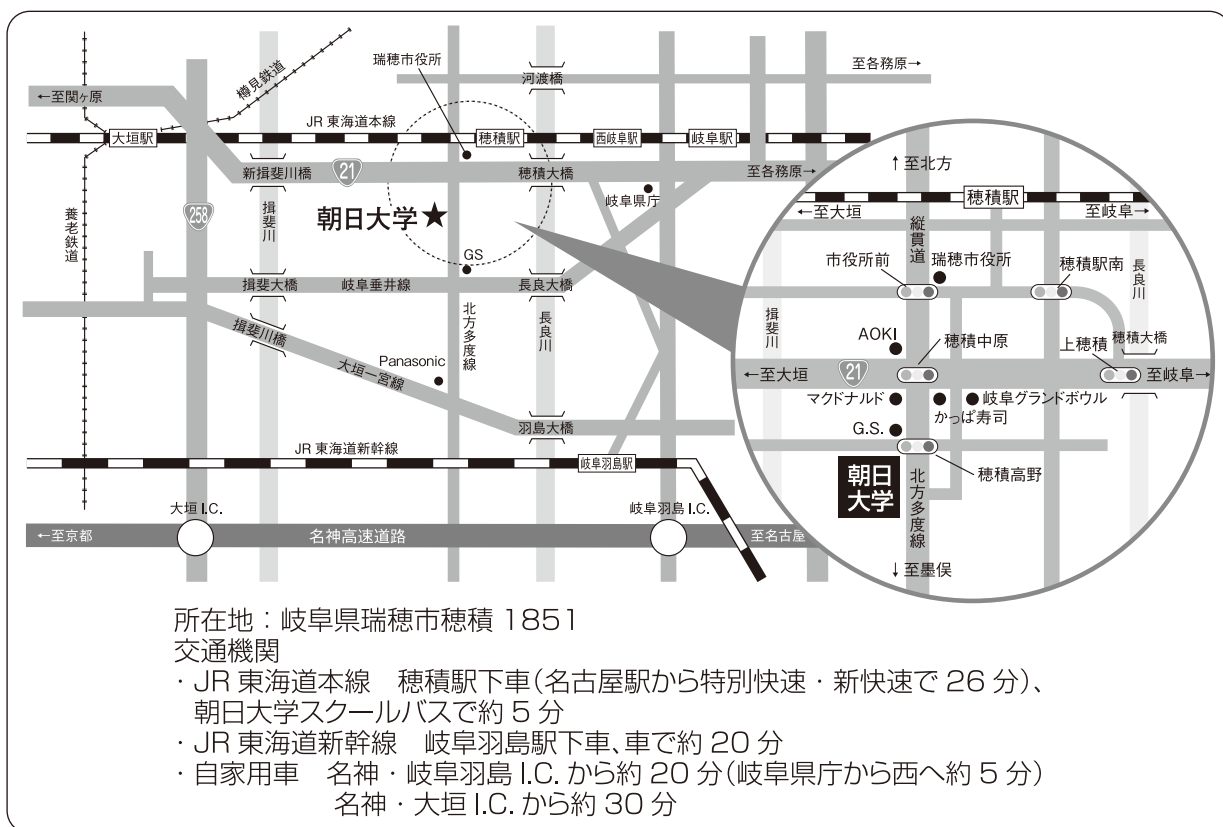 瑞穂市役所
河渡橋
至各務原→
←至関ヶ原
樽見鉄道
JR 東海道本線
大垣駅
穂積駅
西岐阜駅
岐阜駅
新揖斐川橋
21
穂積大橋
至各務原→
岐阜県庁
258
揖斐川
養老鉄道
朝日大学★
GS
揖斐大橋
岐阜垂井線
長良大橋
揖斐川橋
北方多度線
長良川
Panasonic
大垣一宮線
羽島大橋
JR 東海道新幹線
岐阜羽島駅
大垣 I.C.
岐阜羽島 I.C.
←至京都
名神高速道路
至名古屋
↑至北方
穂積駅
←至大垣
至岐阜→
縦貫道
市役所前
瑞穂市役所
穂積駅南
長良川
揖斐川
AOKI
穂積中原
上穂積
穂積大橋
←至大垣
21
至岐阜→
マクドナルド
かっぱ寿司
岐阜グランドボウル
G.S.
穂積高野
朝日
大学
北方多度線
↓至墨俣
所在地：岐阜県瑞穂市穂積 1851
交通機関
・JR 東海道本線　穂積駅下車（名古屋駅から特別快速・新快速で 26 分）、
朝日大学スクールバスで約 5 分
・JR 東海道新幹線　岐阜羽島駅下車、車で約 20 分
・自家用車　名神・岐阜羽島 I.C. から約 20 分（岐阜県庁から西へ約 5 分）
名神・大垣 I.C. から約 30 分